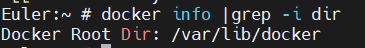 Euler:~ # docker info |grep -i dir
Docker Root Dir: /var/lib/docker